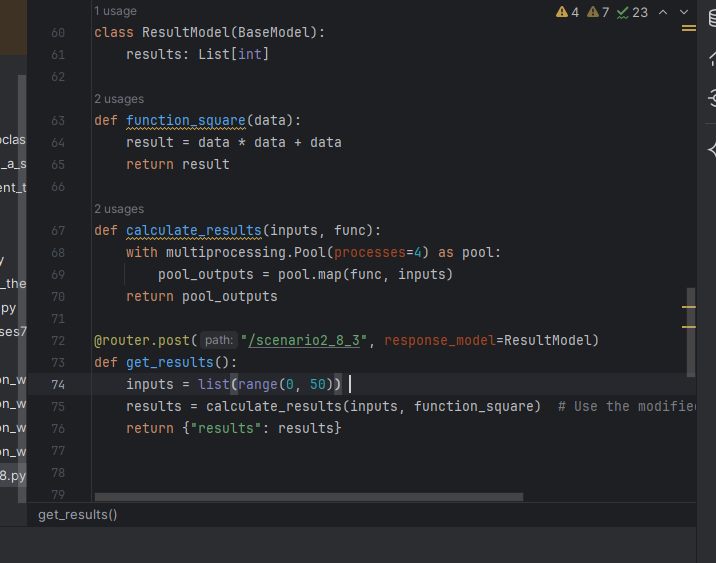 1 usage
4 7 23
60 class ResultModel(BaseModel):
61 results: List[int]
62
2 usages
63 def function_square(data):
64 result = data * data + data
65 return result
66
2 usages
67 def calculate_results(inputs, func):
68 with multiprocessing.Pool(processes=4) as pool:
69 pool_outputs = pool.map(func, inputs)
70 return pool_outputs
71
72 @router.post( path: "/scenario2_8_3", response_model=ResultModel)
73 def get_results():
74 inputs = list(range(0, 50))
75 results = calculate_results(inputs, function_square) # Use the modifie
76 return {"results": results}
77
78
79
get_results()
oclas
_a_s
ent_t
y
_the
.py
ses7
on_w
on_w
on_w
on_w
8.py